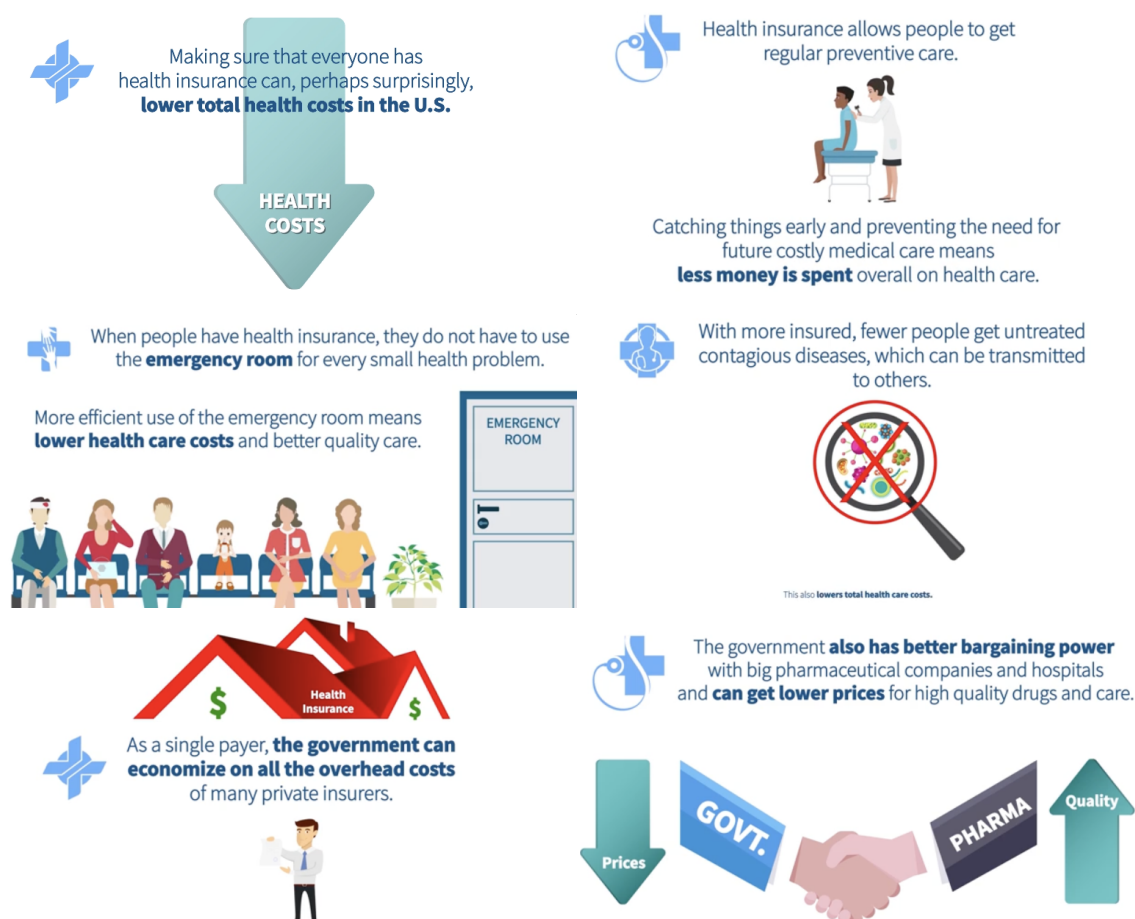 Making sure that everyone has
health insurance can, perhaps surprisingly,
lower total health costs in the U.S.
HEALTH
COSTS
Health insurance allows people to get
regular preventive care.
Catching things early and preventing the need for
future costly medical care means
less money is spent overall on health care.
When people have health insurance, they do not have to use
the emergency room for every small health problem.
More efficient use of the emergency room means
lower health care costs and better quality care.
EMERGENCY
ROOM
With more insured, fewer people get untreated
contagious diseases, which can be transmitted
to others.
This also lowers total health care costs.
$
Health
Insurance
$
As a single payer, the government can
economize on all the overhead costs
of many private insurers.
The government also has better bargaining power
with big pharmaceutical companies and hospitals
and can get lower prices for high quality drugs and care.
Prices
GOVT.
PHARMA
Quality